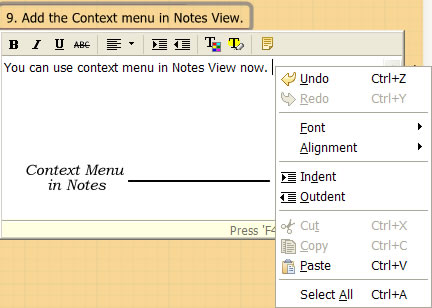 9. Add the Context menu in Notes View.
B I U ABC
You can use context menu in Notes View now.
Undo Ctrl+Z
Redo Ctrl+Y
Font
Alignment
Indent
Outdent
Cut Ctrl+X
Copy Ctrl+C
Paste Ctrl+V
Select All Ctrl+A
Context Menu
in Notes
Press 'F4